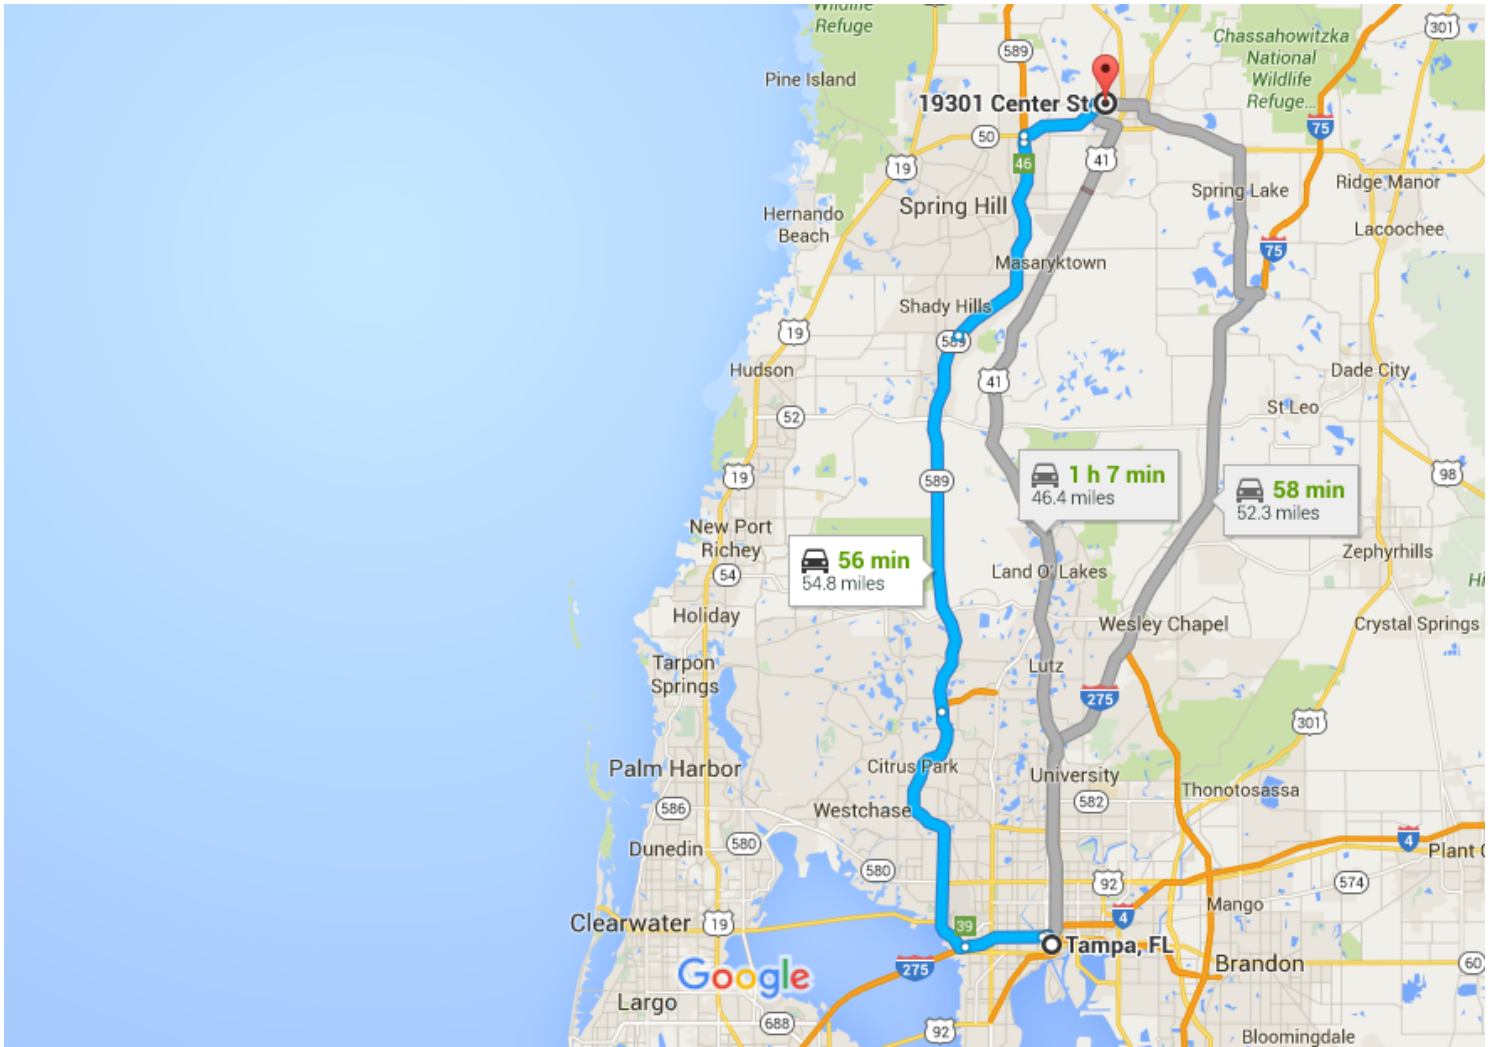 Wildlife
Refuge
589
301
Chassahowitzka
National
Wildlife
Refuge...
Pine Island
19301 Center St
75
50
46
41
19
Spring Lake
Ridge Manor
Spring Hill
Hernando
Beach
Lacoochee
75
Masaryktown
Shady Hills
19
589
Hudson
41
Dade City
52
St Leo
19
589
1 h 7 min
46.4 miles
58 min
52.3 miles
98
New Port
Richey
56 min
54.8 miles
Zephyrhills
54
Land O' Lakes
Hi
Holiday
Wesley Chapel
Crystal Springs
Tarpon
Springs
Lutz
275
301
Palm Harbor
Citrus Park
University
Thonotosassa
586
Westchase
582
Dunedin
580
4
Plant C
580
92
574
Mango
Clearwater
19
39
4
Tampa, FL
275
Google
Brandon
60
Largo
688
92
Bloomingdale